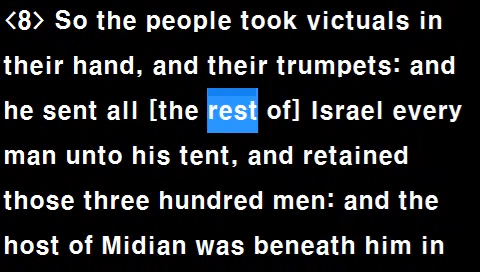 <8> So the people took victuals in
their hand, and their trumpets: and
he sent all [the rest of] Israel every
man unto his tent, and retained
those three hundred men: and the
host of Midian was beneath him in